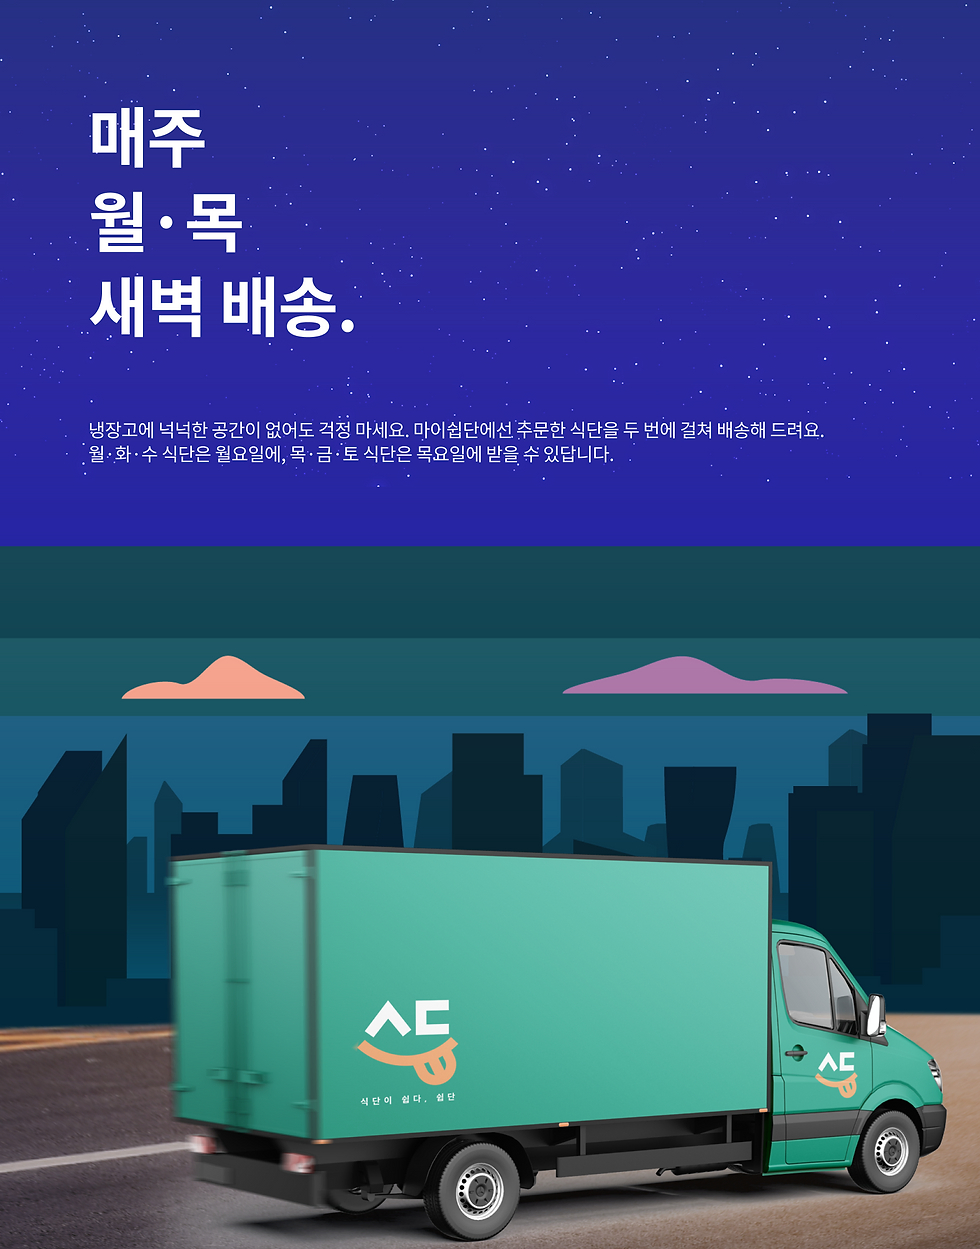 매주
월·목
새벽 배송.
냉장고에 넉넉한 공간이 없어도 걱정 마세요. 마이쉽단에선 주문한 식단을 두 번에 걸쳐 배송해 드려요.
월·화·수 식단은 월요일에, 목·금·토 식단은 목요일에 받을 수 있답니다.
ㅅㄷ
식단이 쉽다. 쉽단
ㅅㄷ